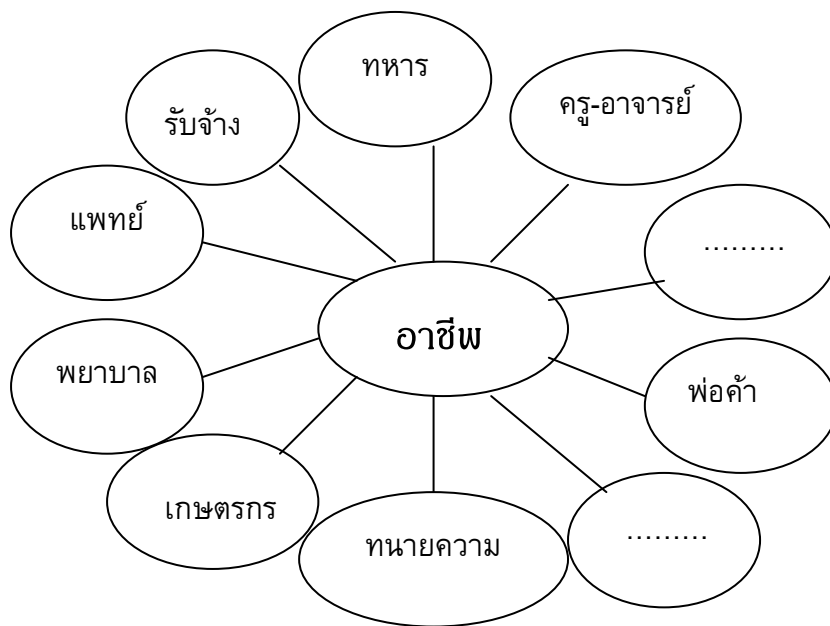 ทหาร
ครู-อาจารย์
รับจ้าง
แพทย์
.........
อาชีพ
พยาบาล
พ่อค้า
เกษตรกร
ทนายความ
.........